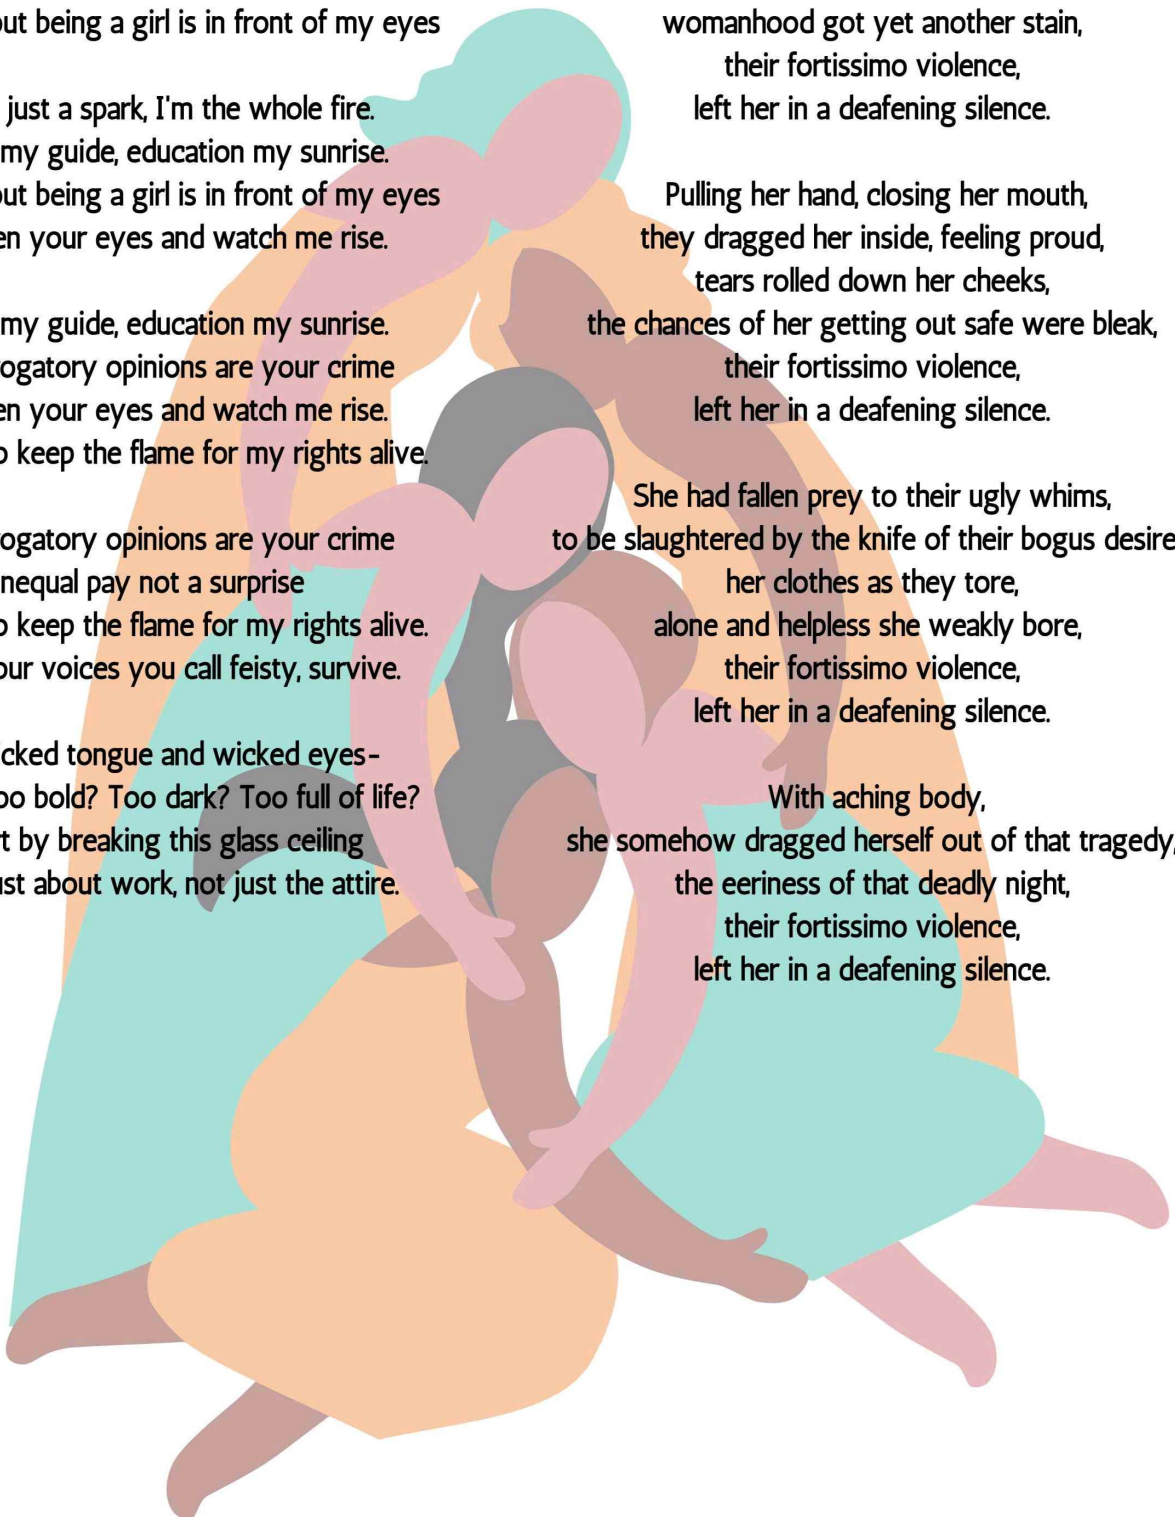 out being a girl is in front of my eyes
just a spark, I'm the whole fire.
my guide, education my sunrise.
out being a girl is in front of my eyes
en your eyes and watch me rise.
my guide, education my sunrise.
rogatory opinions are your crime
en your eyes and watch me rise.
o keep the flame for my rights alive.
rogatory opinions are your crime
nequal pay not a surprise
o keep the flame for my rights alive.
our voices you call feisty, survive.
icked tongue and wicked eyes-
oo bold? Too dark? Too full of life?
t by breaking this glass ceiling
ust about work, not just the attire.
womanhood got yet another stain,
their fortissimo violence,
left her in a deafening silence.
Pulling her hand, closing her mouth,
they dragged her inside, feeling proud,
tears rolled down her cheeks,
the chances of her getting out safe were bleak,
their fortissimo violence,
left her in a deafening silence.
She had fallen prey to their ugly whims,
to be slaughtered by the knife of their bogus desire
her clothes as they tore,
alone and helpless she weakly bore,
their fortissimo violence,
left her in a deafening silence.
With aching body,
she somehow dragged herself out of that tragedy,
the eeriness of that deadly night,
their fortissimo violence,
left her in a deafening silence.